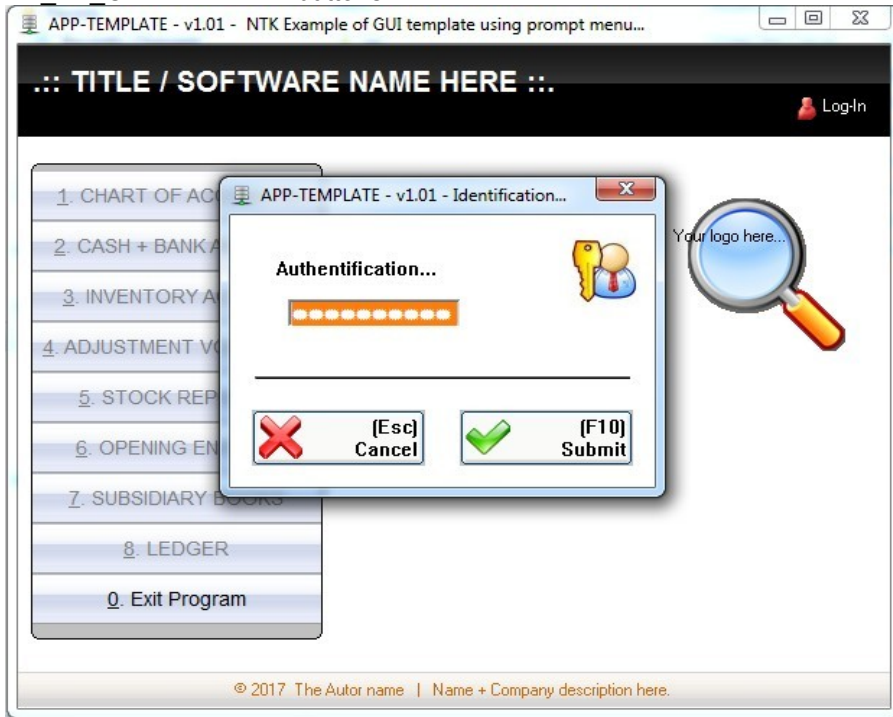 APP-TEMPLATE - v1.01 - NTK Example of GUI template using prompt menu...
.:: TITLE / SOFTWARE NAME HERE ::.
Log-In
1. CHART OF
APP-TEMPLATE - v1.01 - Identification...
2. CASH + BANK
Your logo here...
Authentification...
3. INVENTORY
4. ADJUSTMENT
5. STOCK
6. OPENING
(Esc)
Cancel
(F10)
Submit
7. SUBSIDIARY BOOKS
8. LEDGER
0. Exit Program
© 2017 The Autor name | Name + Company description here.